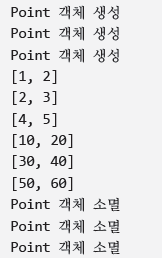 Point 객체 생성
Point 객체 생성
Point 객체 생성
[1, 2]
[2, 3]
[4, 5]
[10, 20]
[30, 40]
[50, 60]
Point 객체 소멸
Point 객체 소멸
Point 객체 소멸